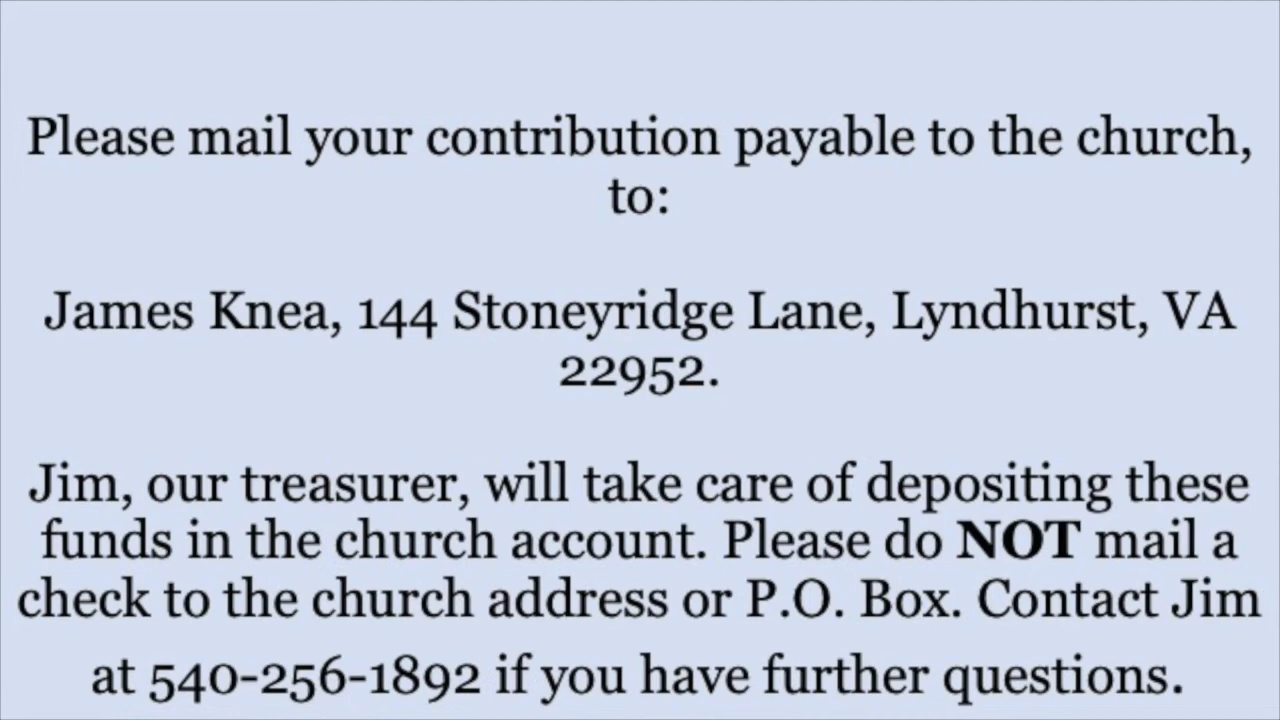 Please mail your contribution payable to the church,
to:
James Knea, 144 Stoneyridge Lane, Lyndhurst, VA
22952.
Jim, our treasurer, will take care of depositing these
funds in the church account. Please do NOT mail a
check to the church address or P.O. Box. Contact Jim
at 540-256-1892 if you have further questions.